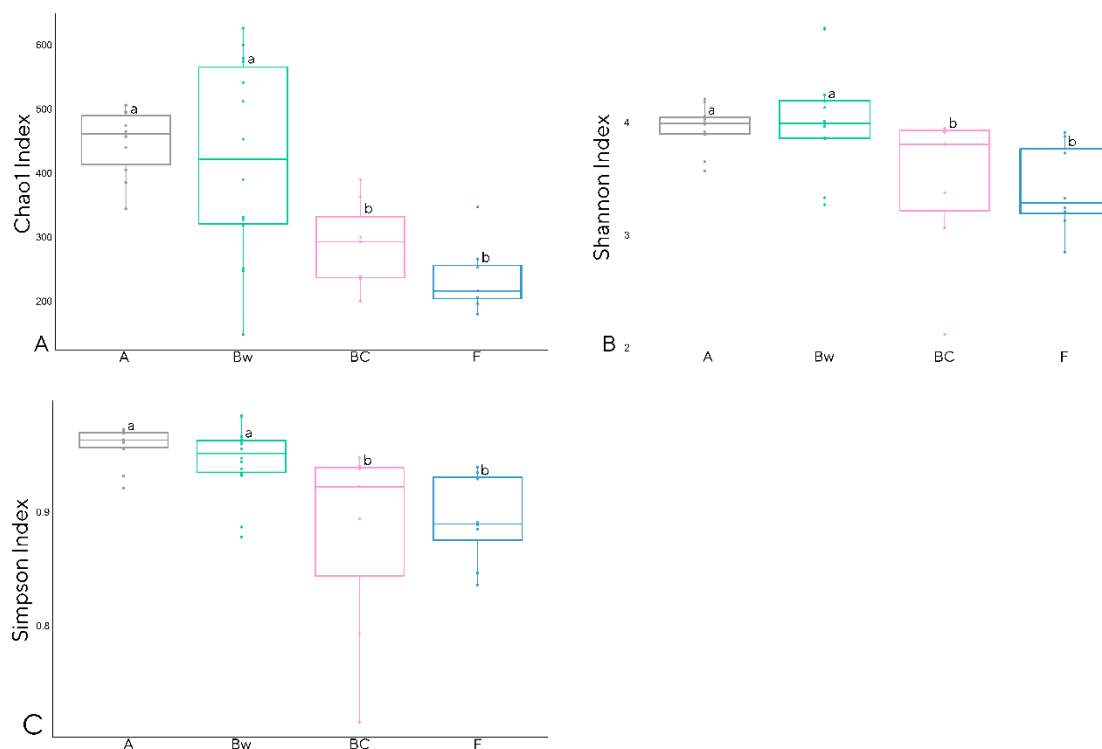 Chao1 Index
600
500
400
300
200
a
a
b
b
A
A
Bw
BC
F
Shannon Index
4
3
2
a
a
b
b
B
A
Bw
BC
F
Simpson Index
0.9
0.8
a
a
b
b
C
A
Bw
BC
F